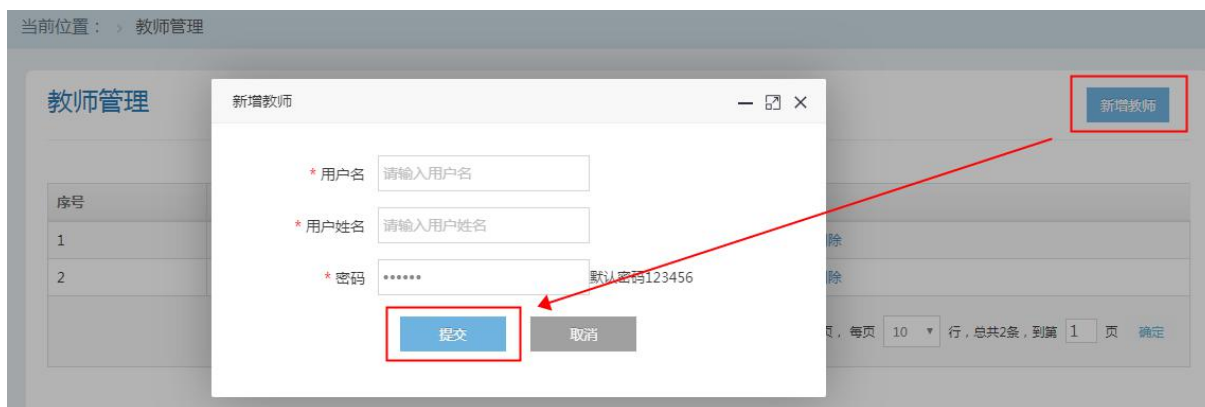 当前位置： > 教师管理
教师管理
新增教师
新增教师
* 用户名 请输入用户名
序号
* 用户姓名 请输入用户姓名
1
除
* 密码 •••••• 默认密码123456
2
除
提交 取消
页，每页 10 行，总共2条，到第 1 页 确定